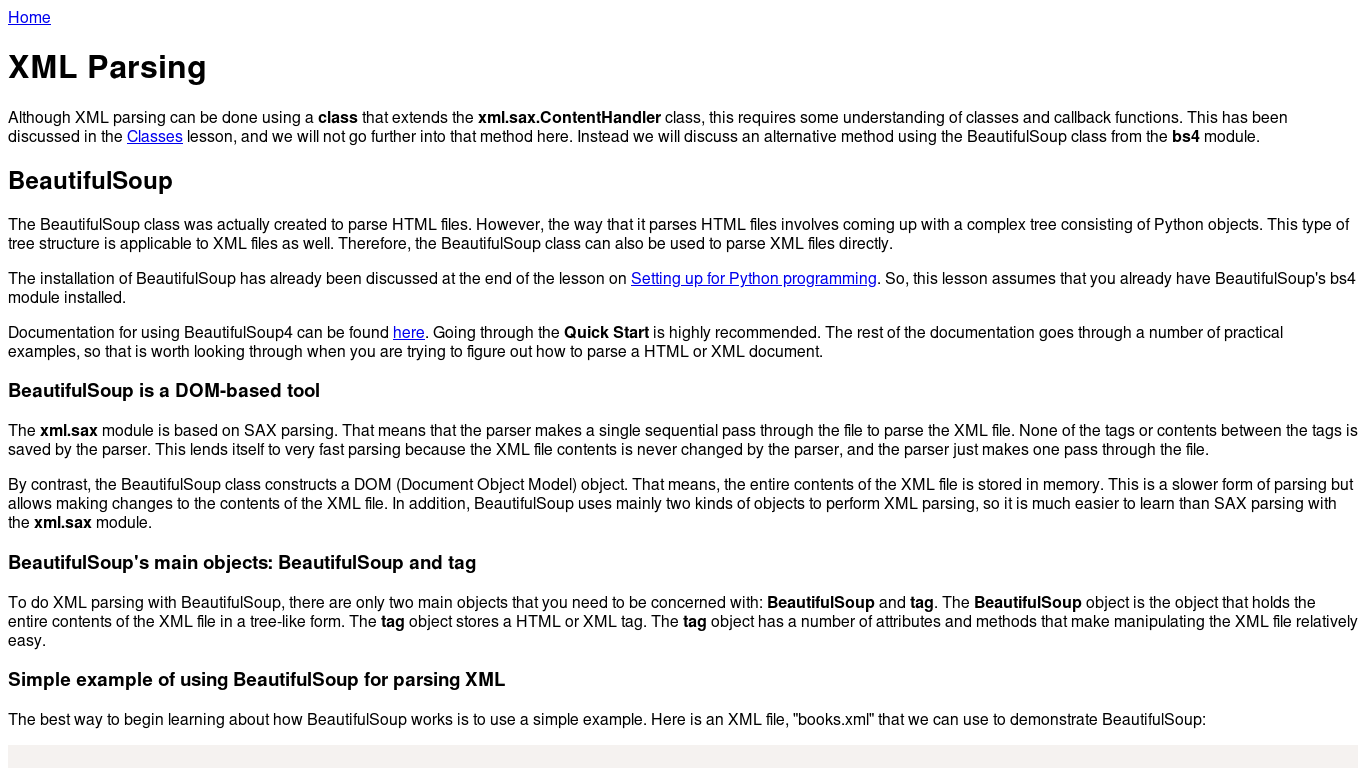 Home
XML Parsing
Although XML parsing can be done using a class that extends the xml.sax.ContentHandler class, this requires some understanding of classes and callback functions. This has been
discussed in the Classes lesson, and we will not go further into that method here. Instead we will discuss an alternative method using the BeautifulSoup class from the bs4 module.
BeautifulSoup
The BeautifulSoup class was actually created to parse HTML files. However, the way that it parses HTML files involves coming up with a complex tree consisting of Python objects. This type of
tree structure is applicable to XML files as well. Therefore, the BeautifulSoup class can also be used to parse XML files directly.
The installation of BeautifulSoup has already been discussed at the end of the lesson on Setting up for Python programming. So, this lesson assumes that you already have BeautifulSoup's bs4
module installed.
Documentation for using BeautifulSoup4 can be found here. Going through the Quick Start is highly recommended. The rest of the documentation goes through a number of practical
examples, so that is worth looking through when you are trying to figure out how to parse a HTML or XML document.
BeautifulSoup is a DOM-based tool
The xml.sax module is based on SAX parsing. That means that the parser makes a single sequential pass through the file to parse the XML file. None of the tags or contents between the tags is
saved by the parser. This lends itself to very fast parsing because the XML file contents is never changed by the parser, and the parser just makes one pass through the file.
By contrast, the BeautifulSoup class constructs a DOM (Document Object Model) object. That means, the entire contents of the XML file is stored in memory. This is a slower form of parsing but
allows making changes to the contents of the XML file. In addition, BeautifulSoup uses mainly two kinds of objects to perform XML parsing, so it is much easier to learn than SAX parsing with
the xml.sax module.
BeautifulSoup's main objects: BeautifulSoup and tag
To do XML parsing with BeautifulSoup, there are only two main objects that you need to be concerned with: BeautifulSoup and tag. The BeautifulSoup object is the object that holds the
entire contents of the XML file in a tree-like form. The tag object stores a HTML or XML tag. The tag object has a number of attributes and methods that make manipulating the XML file relatively
easy.
Simple example of using BeautifulSoup for parsing XML
The best way to begin learning about how BeautifulSoup works is to use a simple example. Here is an XML file, "books.xml" that we can use to demonstrate BeautifulSoup: